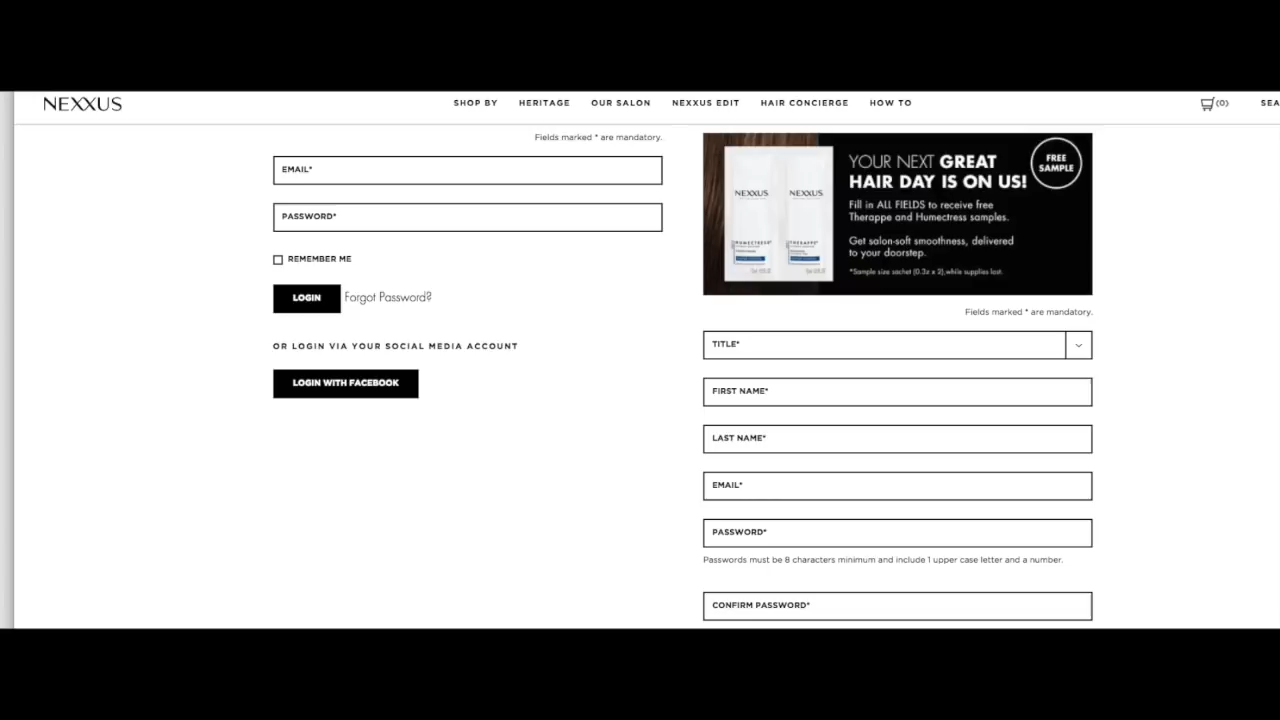 NEXXUS
SHOP BY HERITAGE OUR SALON NEXXUS EDIT HAIR CONCIERGE HOW TO
(0)
SEA
Fields marked * are mandatory.
EMAIL*
PASSWORD*
REMEMBER ME
LOGIN Forgot Password?
OR LOGIN VIA YOUR SOCIAL MEDIA ACCOUNT
LOGIN WITH FACEBOOK
NEXXUS
HUMECTRESS
NEXXUS
THERAPPE
YOUR NEXT GREAT
HAIR DAY IS ON US!
FREE
SAMPLE
Fill in ALL FIELDS to receive free
Therappe and Humectress samples.
Get salon-soft smoothness, delivered
to your doorstep.
*Sample size sachet (0.3z x 2),while supplies last.
Fields marked * are mandatory.
TITLE*
FIRST NAME*
LAST NAME*
EMAIL*
PASSWORD*
Passwords must be 8 characters minimum and include 1 upper case letter and a number.
CONFIRM PASSWORD*